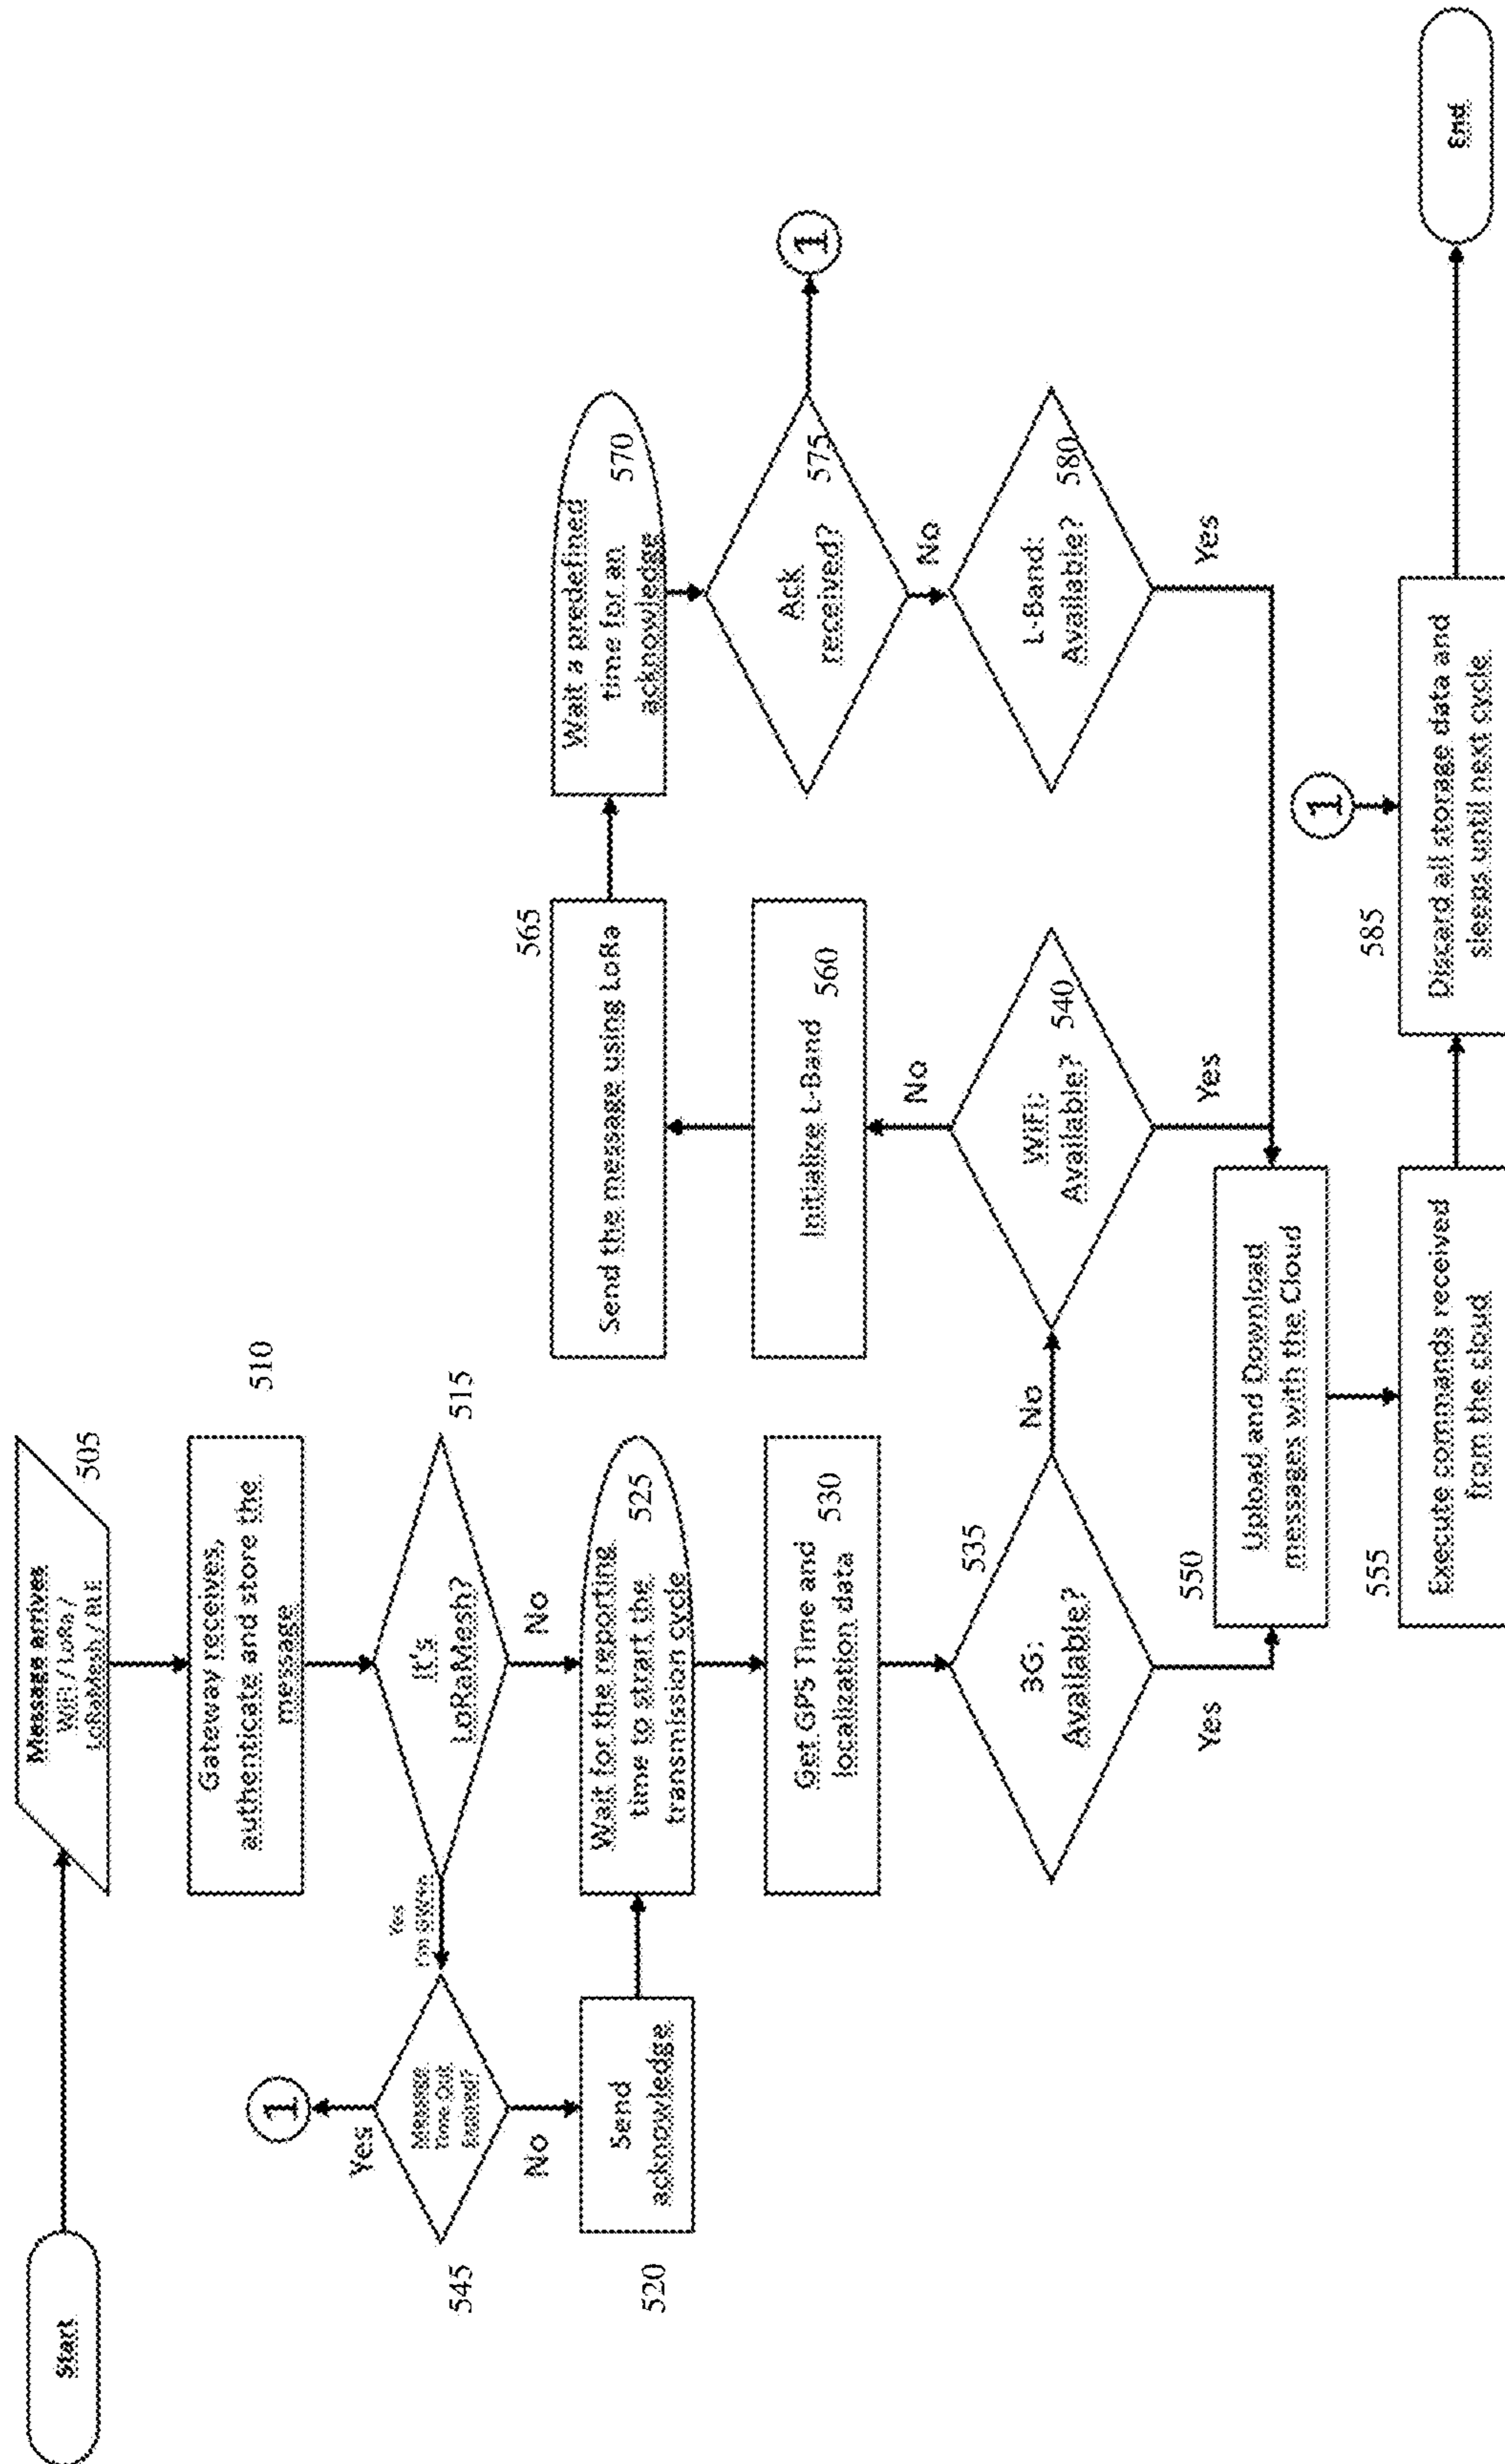 Start
Message arrives
WiFi / LoRa /
LoRaMesh / BLE
505
Gateway receives,
authenticate and store the
message
510
It's
LoRaMesh?
515
Yes
I'm
Message
Time Out
Expired?
545
Yes
1
No
Send
acknowledge
520
No
Wait for the reporting
time to strart the
transmission cycle
525
Get GPS Time and
localization data
530
3G:
Available?
535
No
Yes
WiFi:
Available?
540
No
Yes
Initialize L-Band
560
Send the message using LoRa
565
Wait a predefined
time for an
acknowledge
570
Ack
received?
575
1
No
L-Band:
Available?
580
Yes
Upload and Download
messages with the Cloud
550
Execute commands received
from the cloud
555
1
Discard all storage data and
sleeps until next cycle
585
End